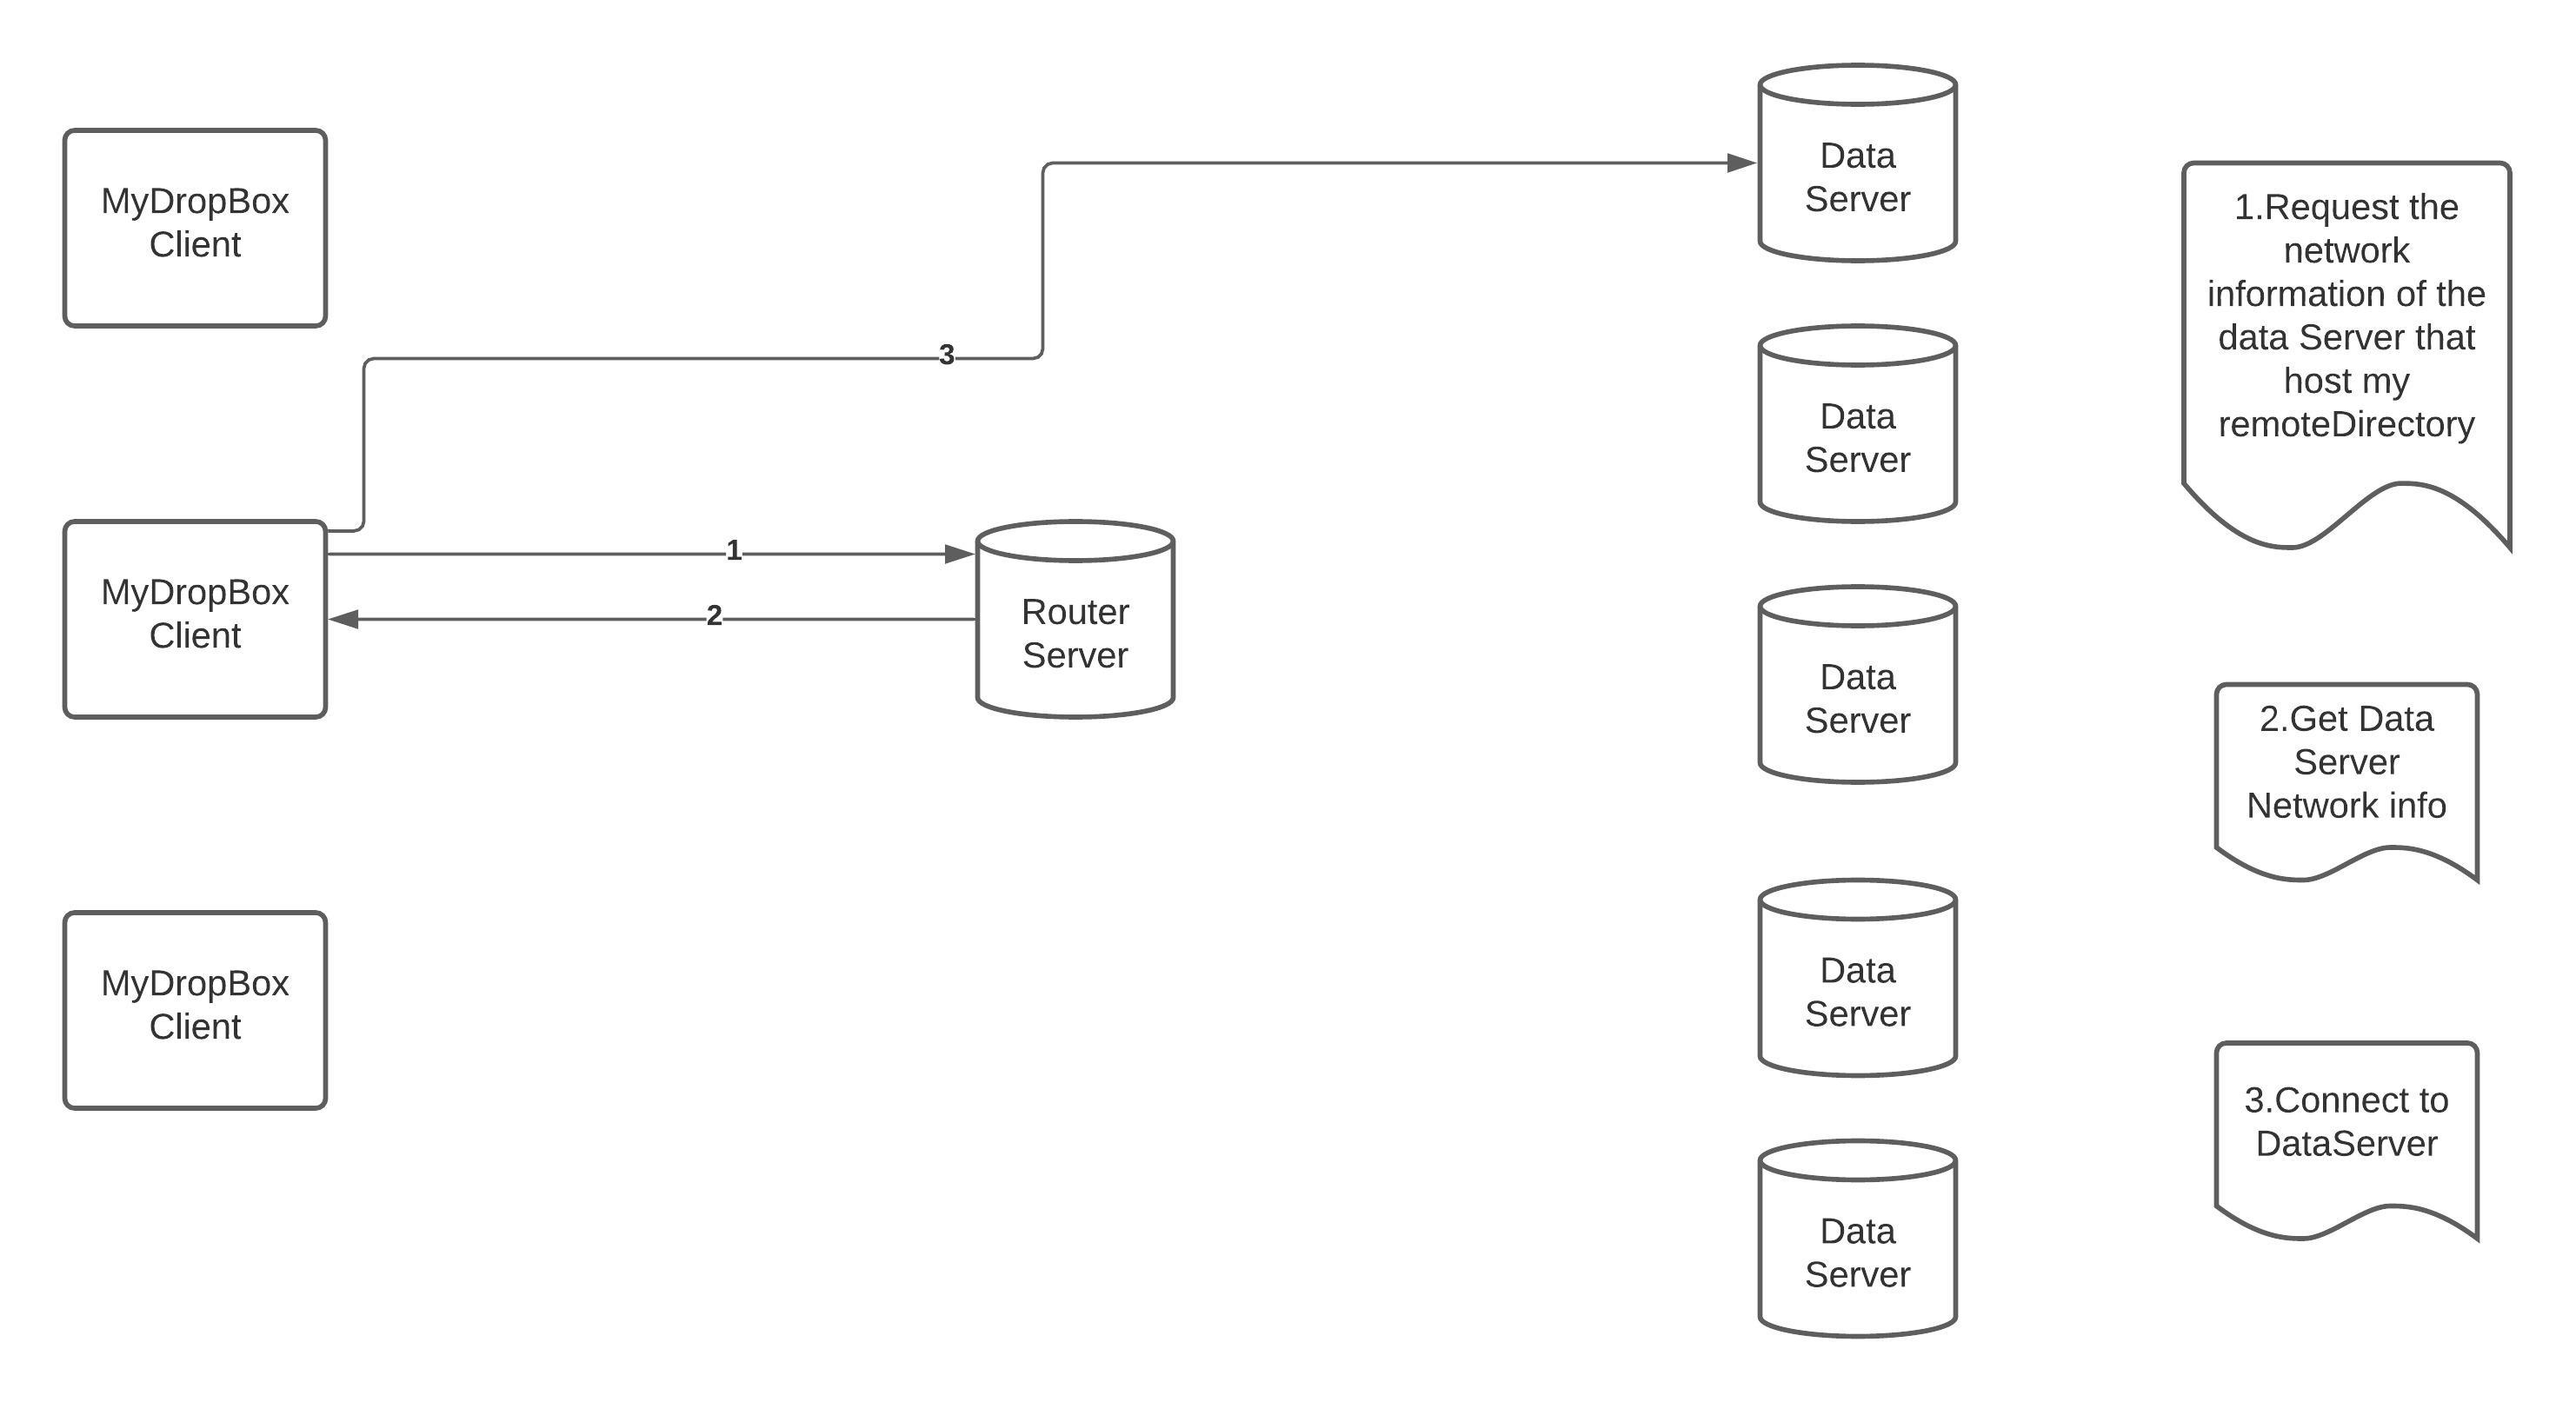 MyDropBox
Client
3
MyDropBox
Client
1
2
Router
Server
MyDropBox
Client
Data
Server
Data
Server
Data
Server
Data
Server
Data
Server
1.Request the
network
information of the
data Server that
host my
remoteDirectory
2.Get Data
Server
Network info
3.Connect to
DataServer